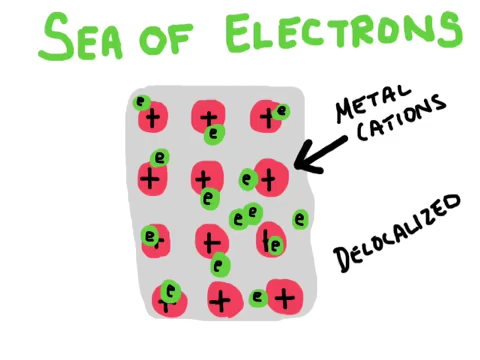 SEA OF ELECTRONS
e + + + e
e
e
+ + e +
e
e e e
e + + + e
e
e
+ + e +
METAL
CATIONS
DELOCALIZED